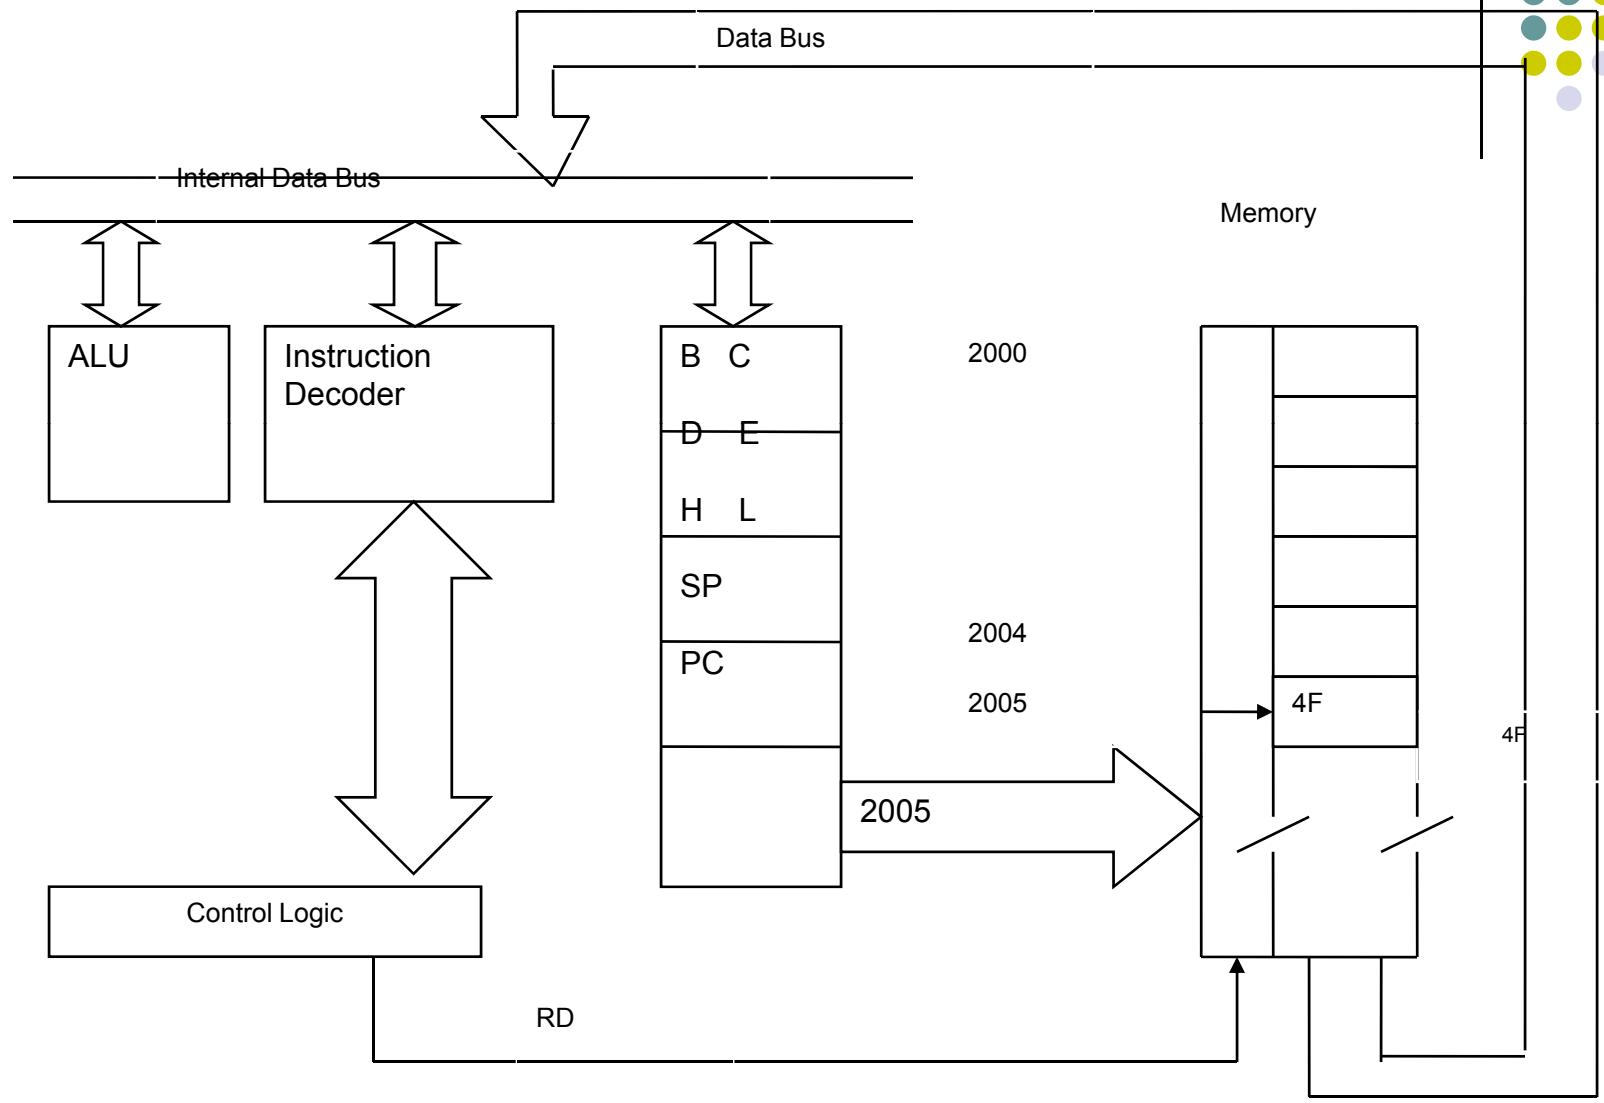 Data Bus
Internal Data Bus
Memory
ALU
Instruction
Decoder
B C
2000
D E
H L
SP
2004
PC
2005
4F
4F
2005
Control Logic
RD